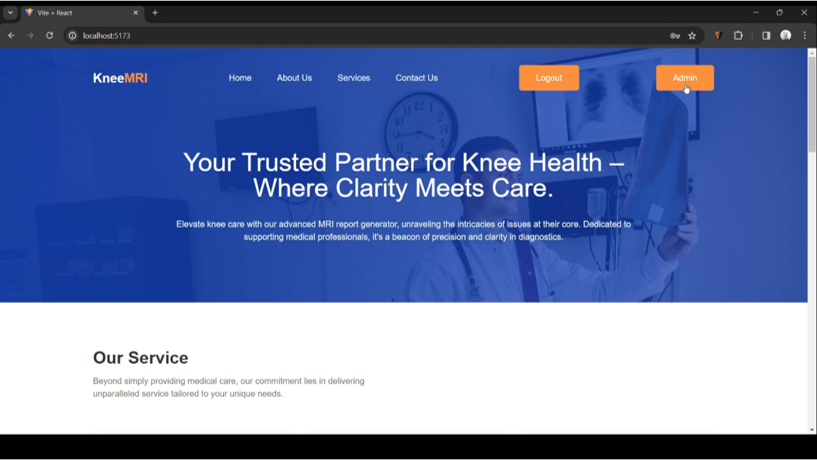 Vite + React
localhost:5173
KneeMRI
Home About Us Services Contact Us Logout Admin
Your Trusted Partner for Knee Health –
Where Clarity Meets Care.
Elevate knee care with our advanced MRI report generator, unraveling the intricacies of issues at their core. Dedicated to
supporting medical professionals, it's a beacon of precision and clarity in diagnostics.
Our Service
Beyond simply providing medical care, our commitment lies in delivering
unparalleled service tailored to your unique needs.